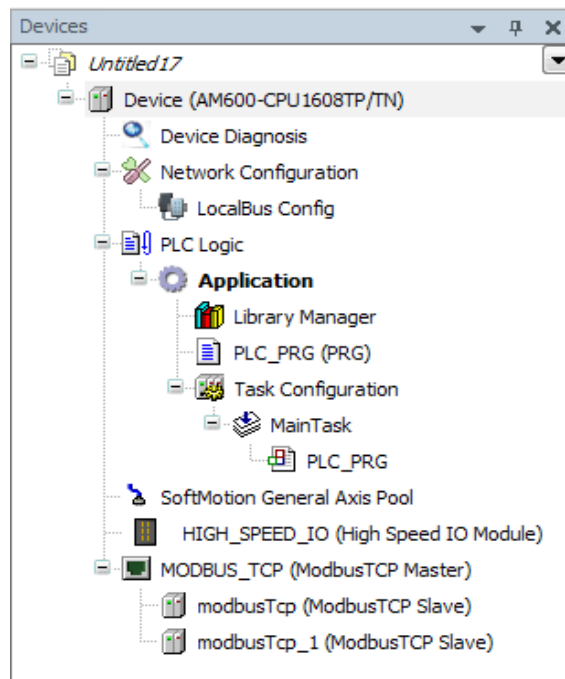 Devices
Untitled17
Device (AM600-CPU1608TP/TN)
Device Diagnosis
Network Configuration
LocalBus Config
PLC Logic
Application
Library Manager
PLC_PRG (PRG)
Task Configuration
MainTask
PLC_PRG
SoftMotion General Axis Pool
HIGH_SPEED_IO (High Speed IO Module)
MODBUS_TCP (ModbusTCP Master)
modbusTcp (ModbusTCP Slave)
modbusTcp_1 (ModbusTCP Slave)